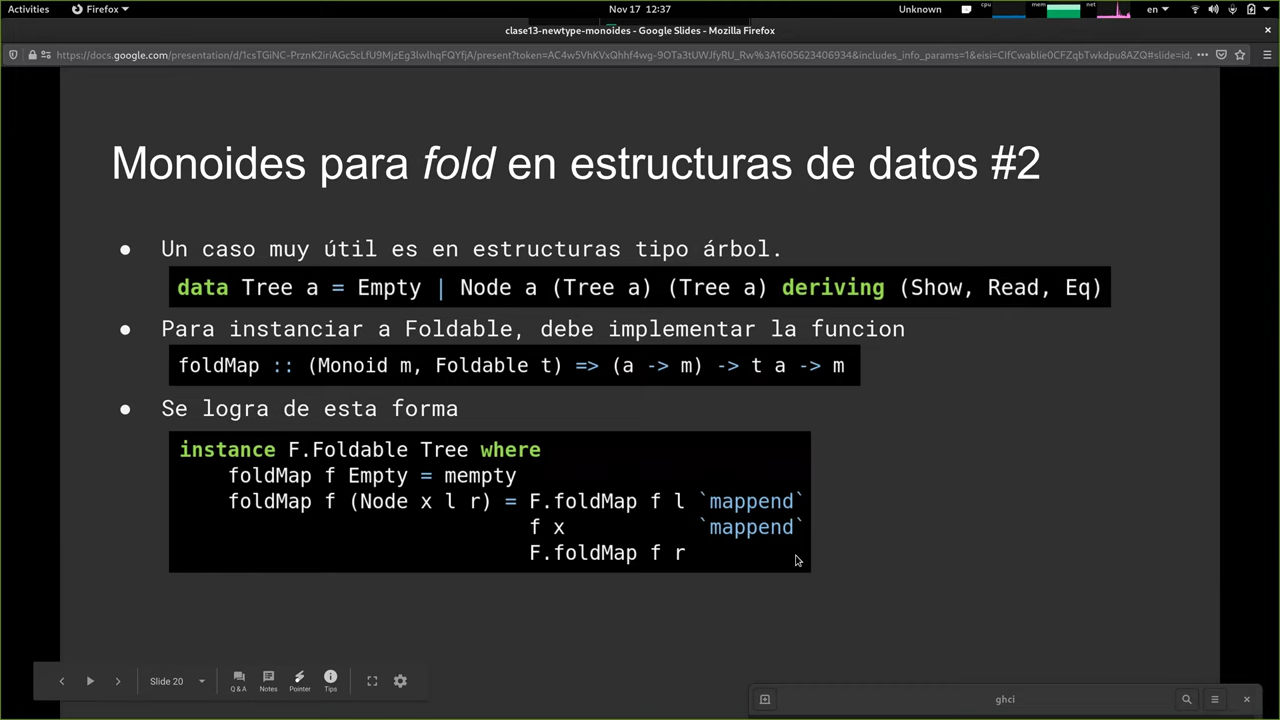 Activities
Firefox
Nov 17 12:37
Unknown
cpu
mem
net
en
clase13-newtype-monoides - Google Slides - Mozilla Firefox
Monoides para fold en estructuras de datos #2
● Un caso muy útil es en estructuras tipo árbol.
data Tree a = Empty | Node a (Tree a) (Tree a) deriving (Show, Read, Eq)
● Para instanciar a Foldable, debe implementar la funcion
foldMap :: (Monoid m, Foldable t) => (a -> m) -> t a -> m
● Se logra de esta forma
instance F.Foldable Tree where
foldMap f Empty = mempty
foldMap f (Node x l r) = F.foldMap f l `mappend`
f x `mappend`
F.foldMap f r
Slide 20
Q & A
Notes
Pointer
Tips
ghci